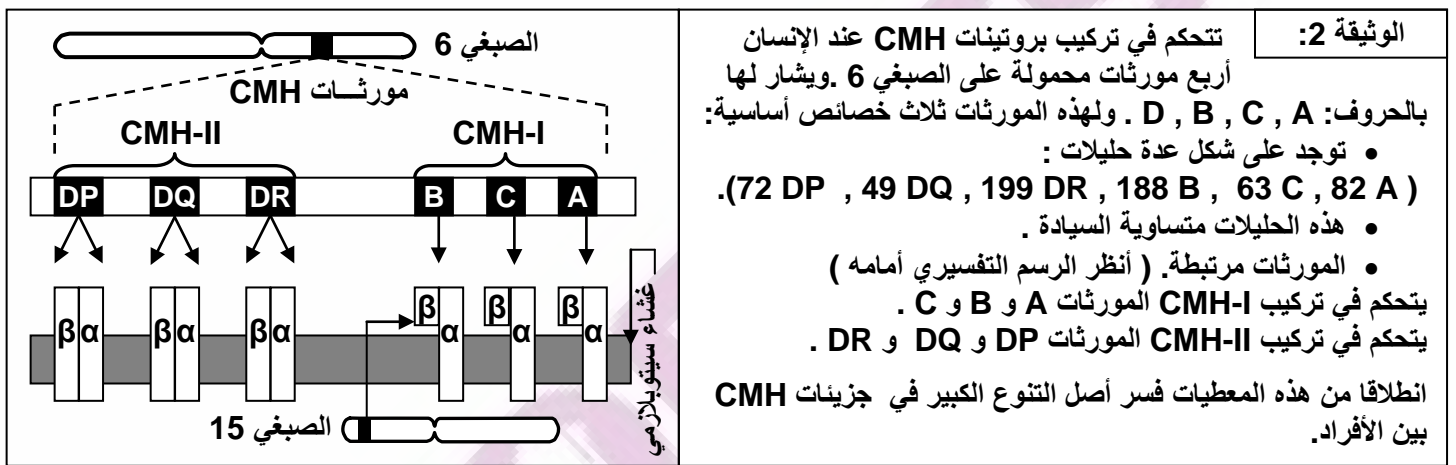 الوثيقة 2:
تتحكم في تركيب بروتينات CMH عند الإنسان
أربع مورثات محمولة على الصبغي 6 .ويشار لها
بالحروف: D , B , C , A . ولهذه المورثات ثلاث خصائص أساسية:
• توجد على شكل عدة حليلات :
( 82 A , 63 C , 188 B , 199 DR , 49 DQ , 72 DP).
• هذه الحليلات متساوية السيادة .
• المورثات مرتبطة. ( أنظر الرسم التفسيري أمامه )
يتحكم في تركيب CMH-I المورثات A و B و C .
يتحكم في تركيب CMH-II المورثات DP و DQ و DR .
انطلاقا من هذه المعطيات فسر أصل التنوع الكبير في جزيئات CMH
بين الأفراد.
الصبغي 6
مورثـــات CMH
CMH-II CMH-I
DP DQ DR B C A
β α β α β α β α β α β α
غشاء سيتوبلازمي
الصبغي 15